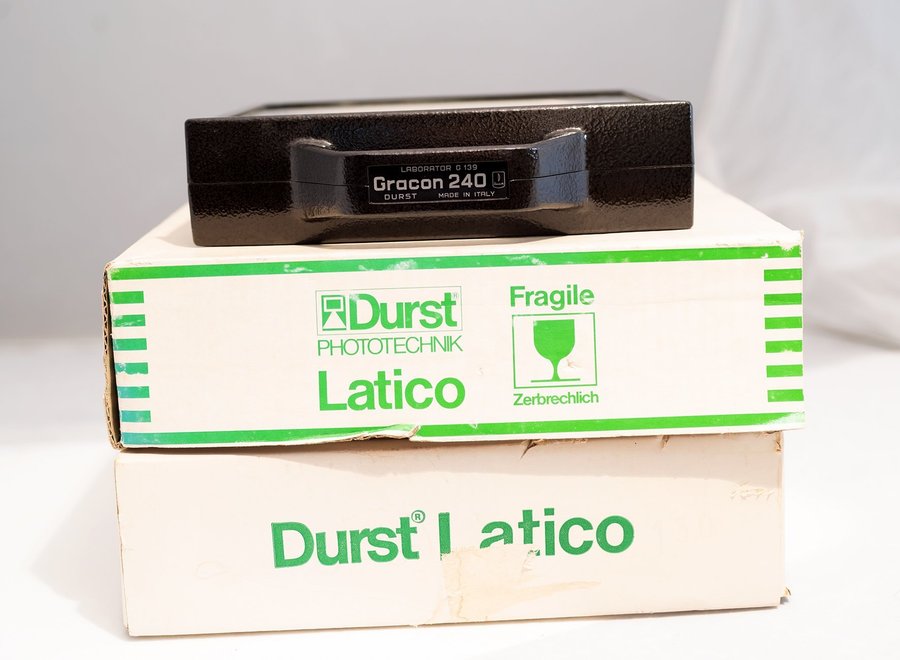 LABORATOR G 139
Gracon 240
DURST MADE IN ITALY
Durst®
PHOTOTECHNIK
Latico
Fragile
Zerbrechlich
Durst® Latico